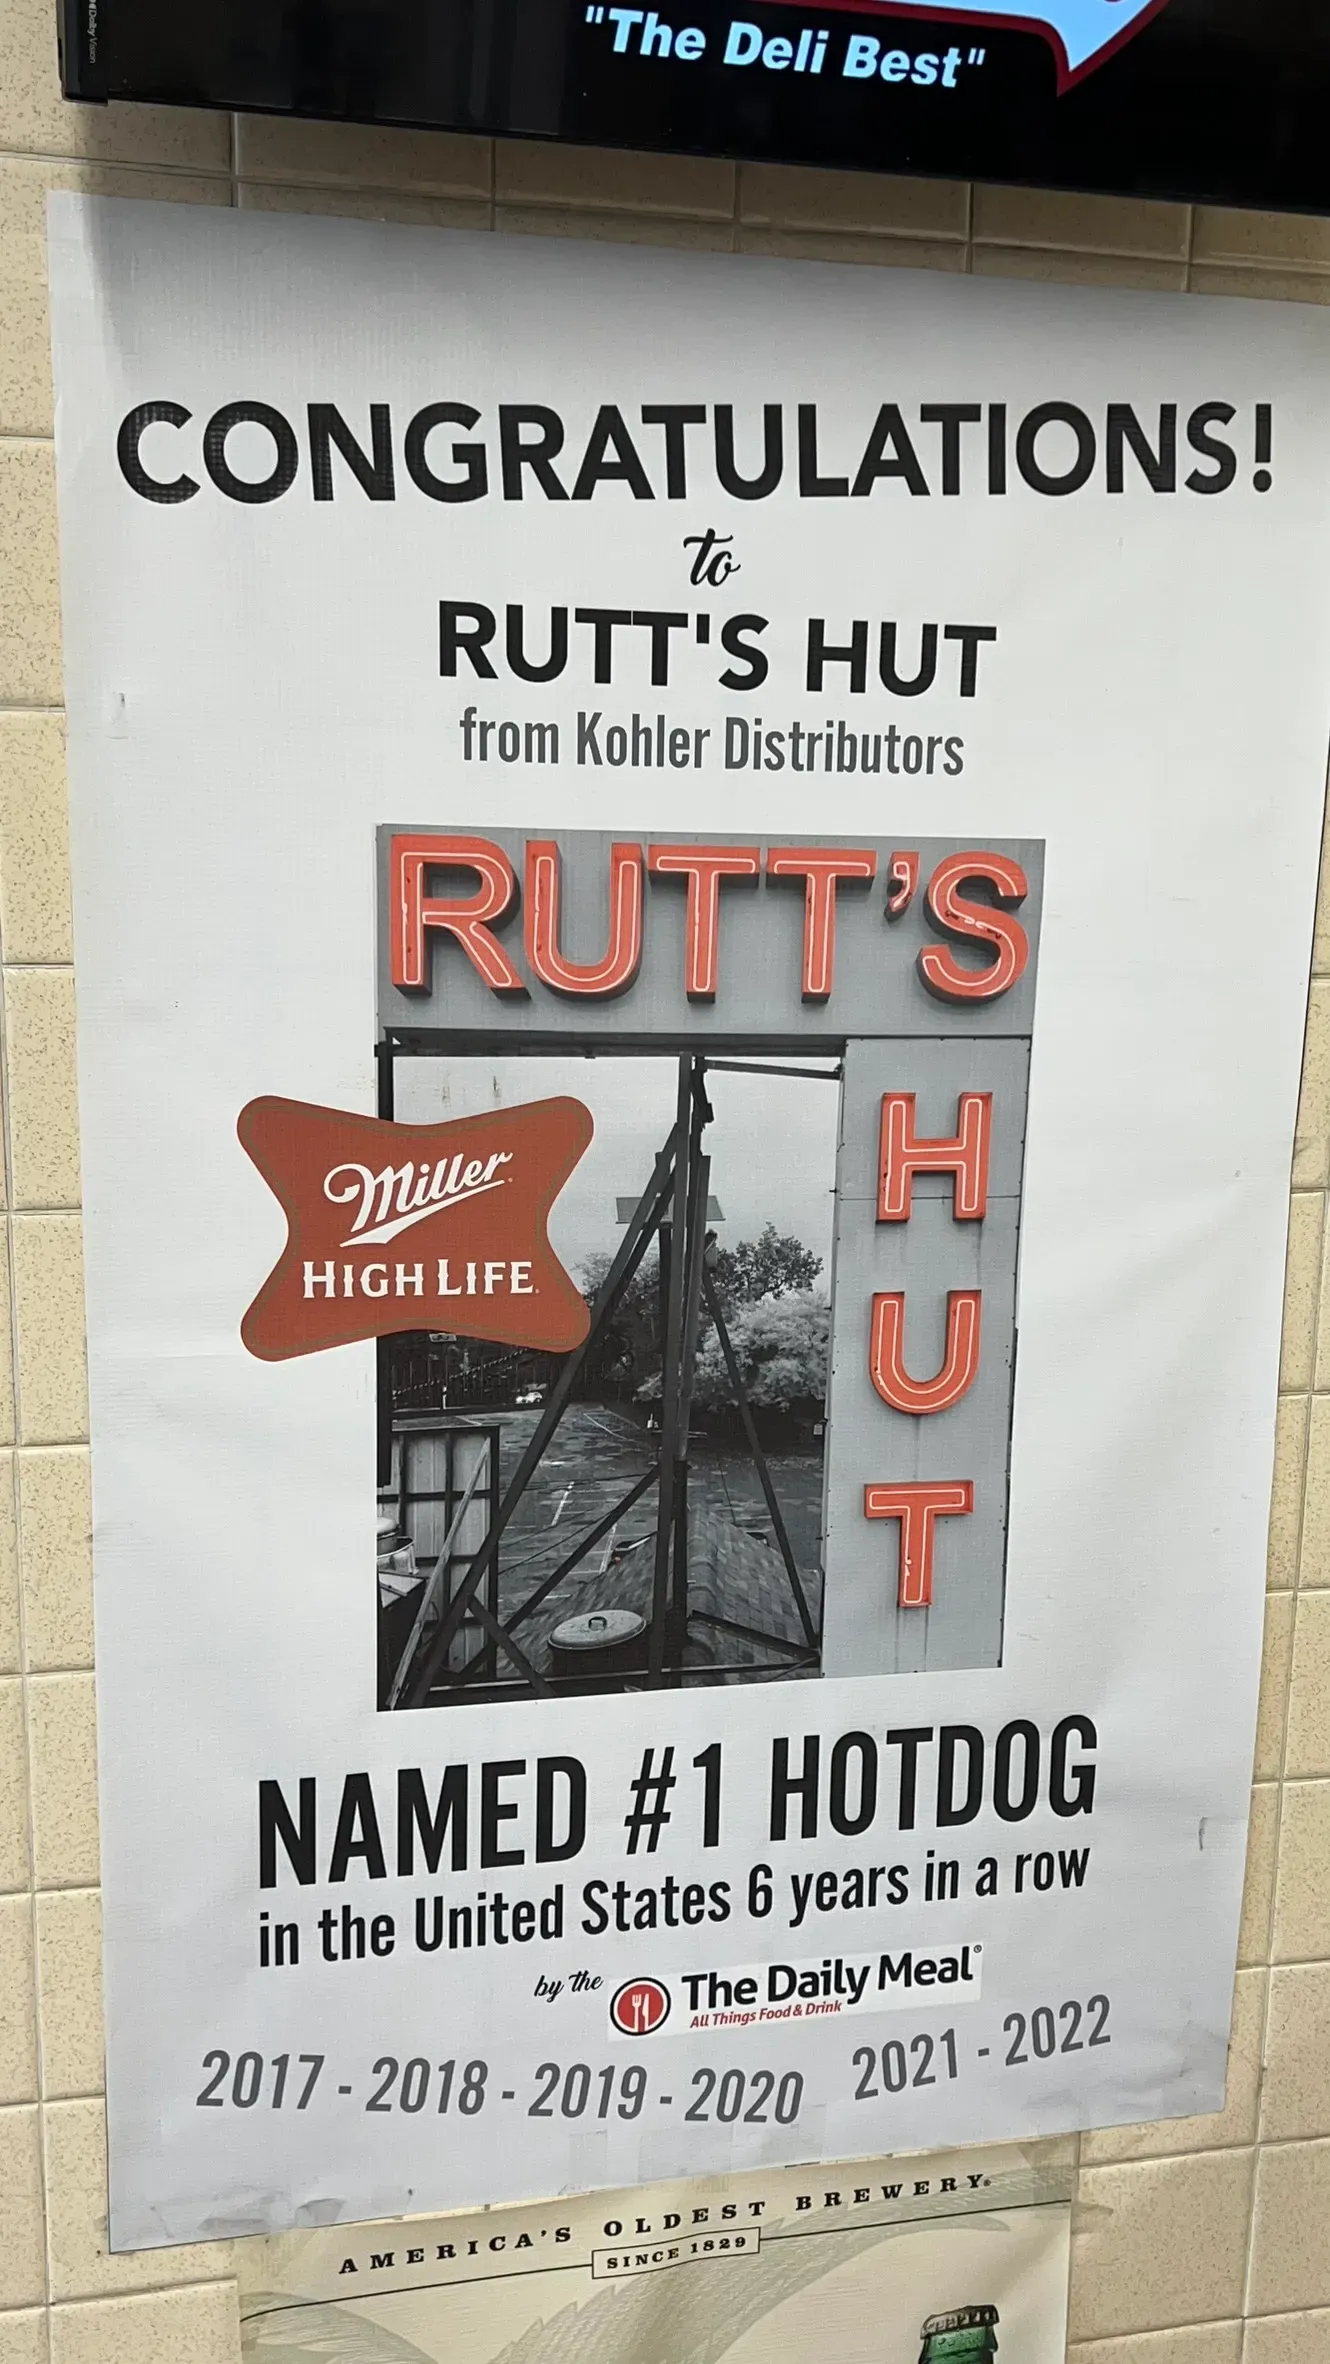 "The Deli Best"
CONGRATULATIONS!
to
RUTT'S HUT
from Kohler Distributors
RUTT'S
H
U
T
Miller
HIGH LIFE
NAMED #1 HOTDOG
in the United States 6 years in a row
by the The Daily Meal®
All Things Food & Drink
2017 - 2018 - 2019 - 2020 2021 - 2022
AMERICA'S OLDEST BREWERY.
SINCE 1829